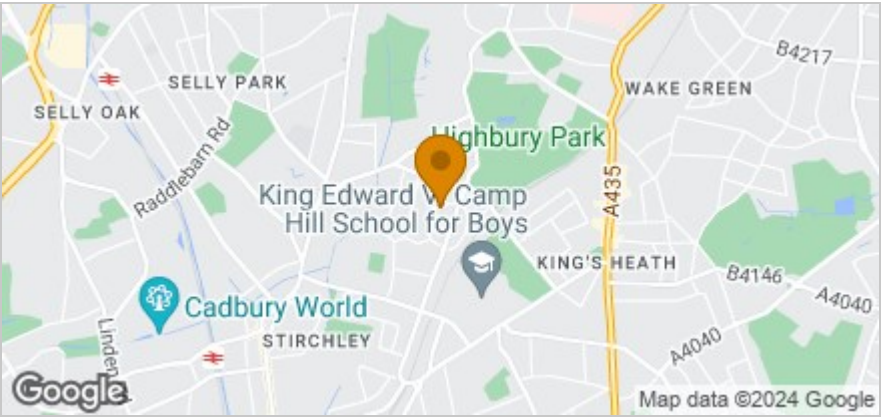 B4217
SELLY PARK
WAKE GREEN
SELLY OAK
Highbury Park
Raddlebarn Rd
A435
King Edward V
Camp
Hill School for Boys
KING'S HEATH
B4146
Cadbury World
A4040
Linden
STIRCHLEY
A4040
Google
Map data ©2024 Google